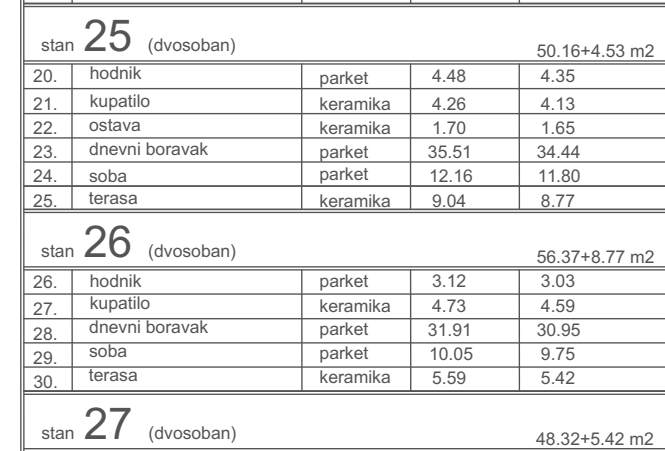 stan 25 (dvosoban) 50.16+4.53 m2
20. hodnik parket 4.48 4.35
21. kupatilo keramika 4.26 4.13
22. ostava keramika 1.70 1.65
23. dnevni boravak parket 35.51 34.44
24. soba parket 12.16 11.80
25. terasa keramika 9.04 8.77
stan 26 (dvosoban) 56.37+8.77 m2
26. hodnik parket 3.12 3.03
27. kupatilo keramika 4.73 4.59
28. dnevni boravak parket 31.91 30.95
29. soba parket 10.05 9.75
30. terasa keramika 5.59 5.42
stan 27 (dvosoban) 48.32+5.42 m2